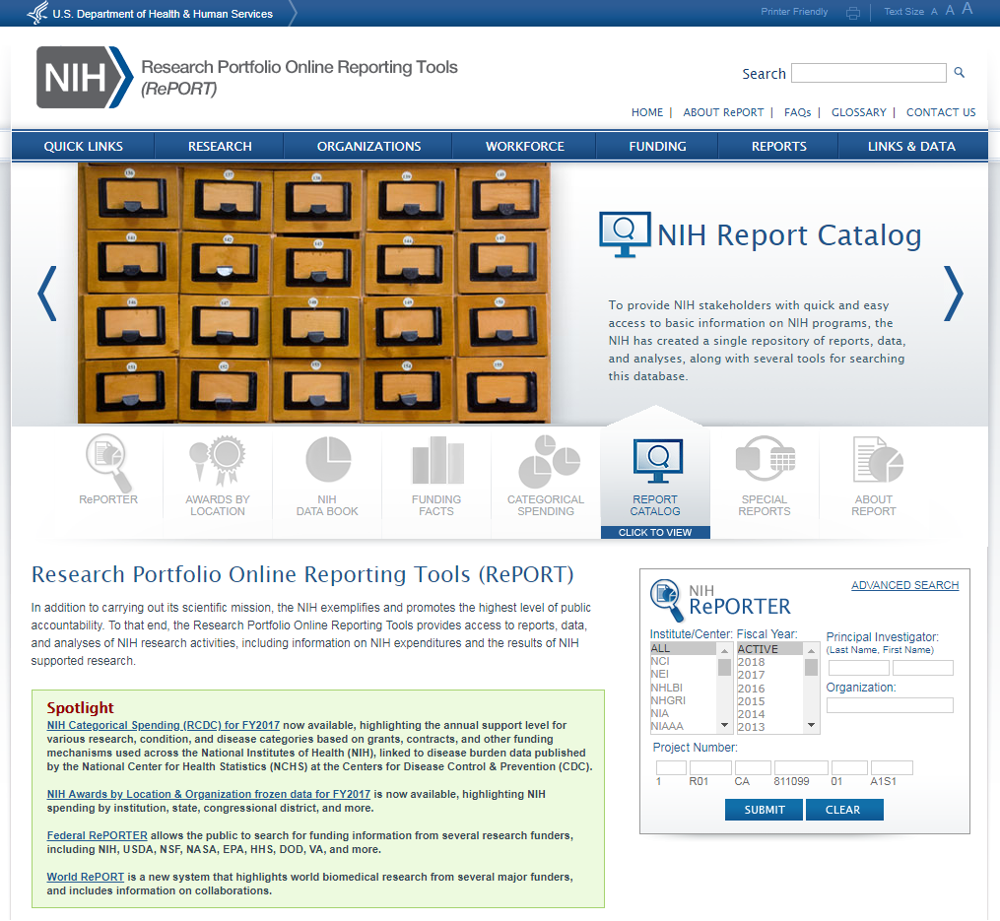 U.S. Department of Health & Human Services
Printer Friendly
Text Size A A A
NIH
Research Portfolio Online Reporting Tools
(RePORT)
Search
HOME | ABOUT RePORT | FAQs | GLOSSARY | CONTACT US
QUICK LINKS RESEARCH ORGANIZATIONS WORKFORCE FUNDING REPORTS LINKS & DATA
NIH Report Catalog
To provide NIH stakeholders with quick and easy
access to basic information on NIH programs, the
NIH has created a single repository of reports, data,
and analyses, along with several tools for searching
this database.
RePORTER
AWARDS BY
LOCATION
NIH
DATA BOOK
FUNDING
FACTS
CATEGORICAL
SPENDING
REPORT
CATALOG
CLICK TO VIEW
SPECIAL
REPORTS
ABOUT
REPORT
Research Portfolio Online Reporting Tools (RePORT)
In addition to carrying out its scientific mission, the NIH exemplifies and promotes the highest level of public
accountability. To that end, the Research Portfolio Online Reporting Tools provides access to reports, data,
and analyses of NIH research activities, including information on NIH expenditures and the results of NIH
supported research.
Spotlight
NIH Categorical Spending (RCDC) for FY2017 now available, highlighting the annual support level for
various research, condition, and disease categories based on grants, contracts, and other funding
mechanisms used across the National Institutes of Health (NIH), linked to disease burden data published
by the National Center for Health Statistics (NCHS) at the Centers for Disease Control & Prevention (CDC).
NIH Awards by Location & Organization frozen data for FY2017 is now available, highlighting NIH
spending by institution, state, congressional district, and more.
Federal RePORTER allows the public to search for funding information from several research funders,
including NIH, USDA, NSF, NASA, EPA, HHS, DOD, VA, and more.
World RePORT is a new system that highlights world biomedical research from several major funders,
and includes information on collaborations.
NIH
RePORTER
ADVANCED SEARCH
Institute/Center:
ALL
NCI
NEI
NHLBI
NHGRI
NIA
NIAAA
Fiscal Year:
ACTIVE
2018
2017
2016
2015
2014
2013
Principal Investigator:
(Last Name, First Name)
Organization:
Project Number:
1 R01 CA 811099 01 A1S1
SUBMIT CLEAR